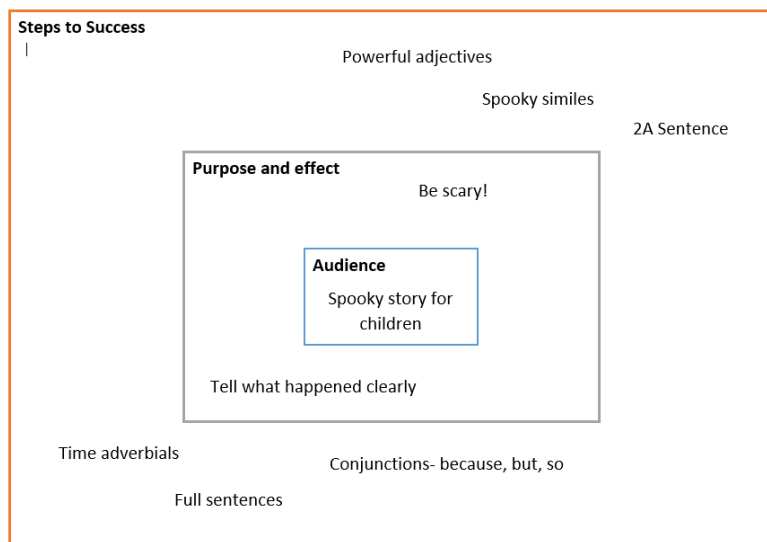 Steps to Success
Powerful adjectives
Spooky similes
2A Sentence
Purpose and effect
Be scary!
Audience
Spooky story for
children
Tell what happened clearly
Time adverbials
Conjunctions- because, but, so
Full sentences